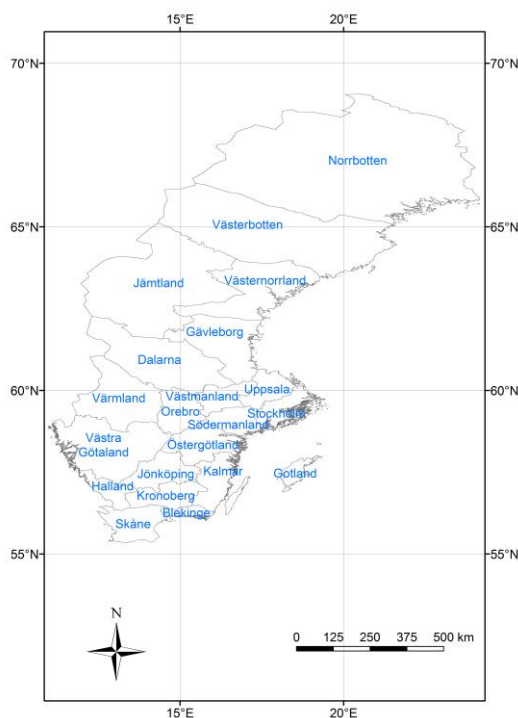 15°E 20°E
70°N 70°N
Norrbotten
65°N Västerbotten 65°N
Västernorrland
Jämtland
Gävleborg
Dalarna
60°N Uppsala 60°N
Värmland Västmanland
Örebro Stockholm
Södermanland
Västra
Götaland
Östergötland
Jönköping Kalmar Gotland
Halland
Kronoberg
Blekinge
Skåne
55°N 55°N
N
0 125 250 375 500 km
15°E 20°E